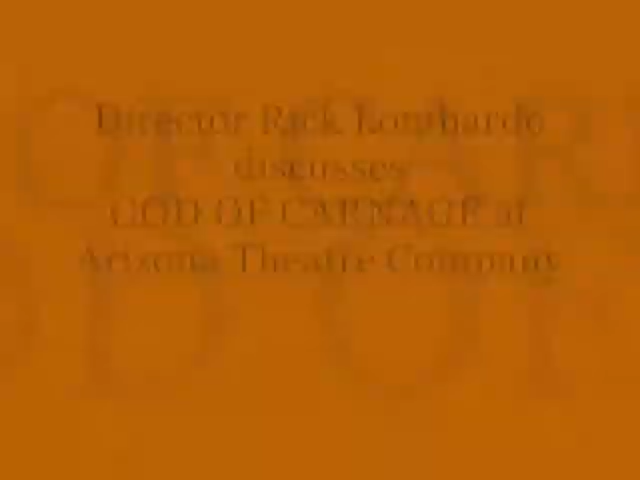 Director Rick Lombardo
discusses
GOD OF CARNAGE at
Arizona Theatre Company